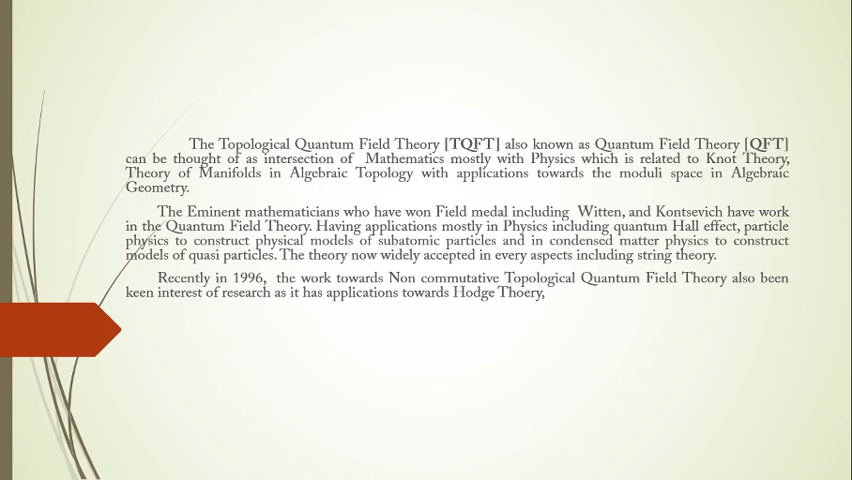 The Topological Quantum Field Theory [TQFT] also known as Quantum Field Theory [QFT]
can be thought of as intersection of Mathematics mostly with Physics which is related to Knot Theory,
Theory of Manifolds in Algebraic Topology with applications towards the moduli space in Algebraic
Geometry.
The Eminent mathematicians who have won Field medal including Witten, and Kontsevich have work
in the Quantum Field Theory. Having applications mostly in Physics including quantum Hall effect, particle
physics to construct physical models of subatomic particles and in condensed matter physics to construct
models of quasi particles. The theory now widely accepted in every aspects including string theory.
Recently in 1996, the work towards Non commutative Topological Quantum Field Theory also been
keen interest of research as it has applications towards Hodge Thoery,